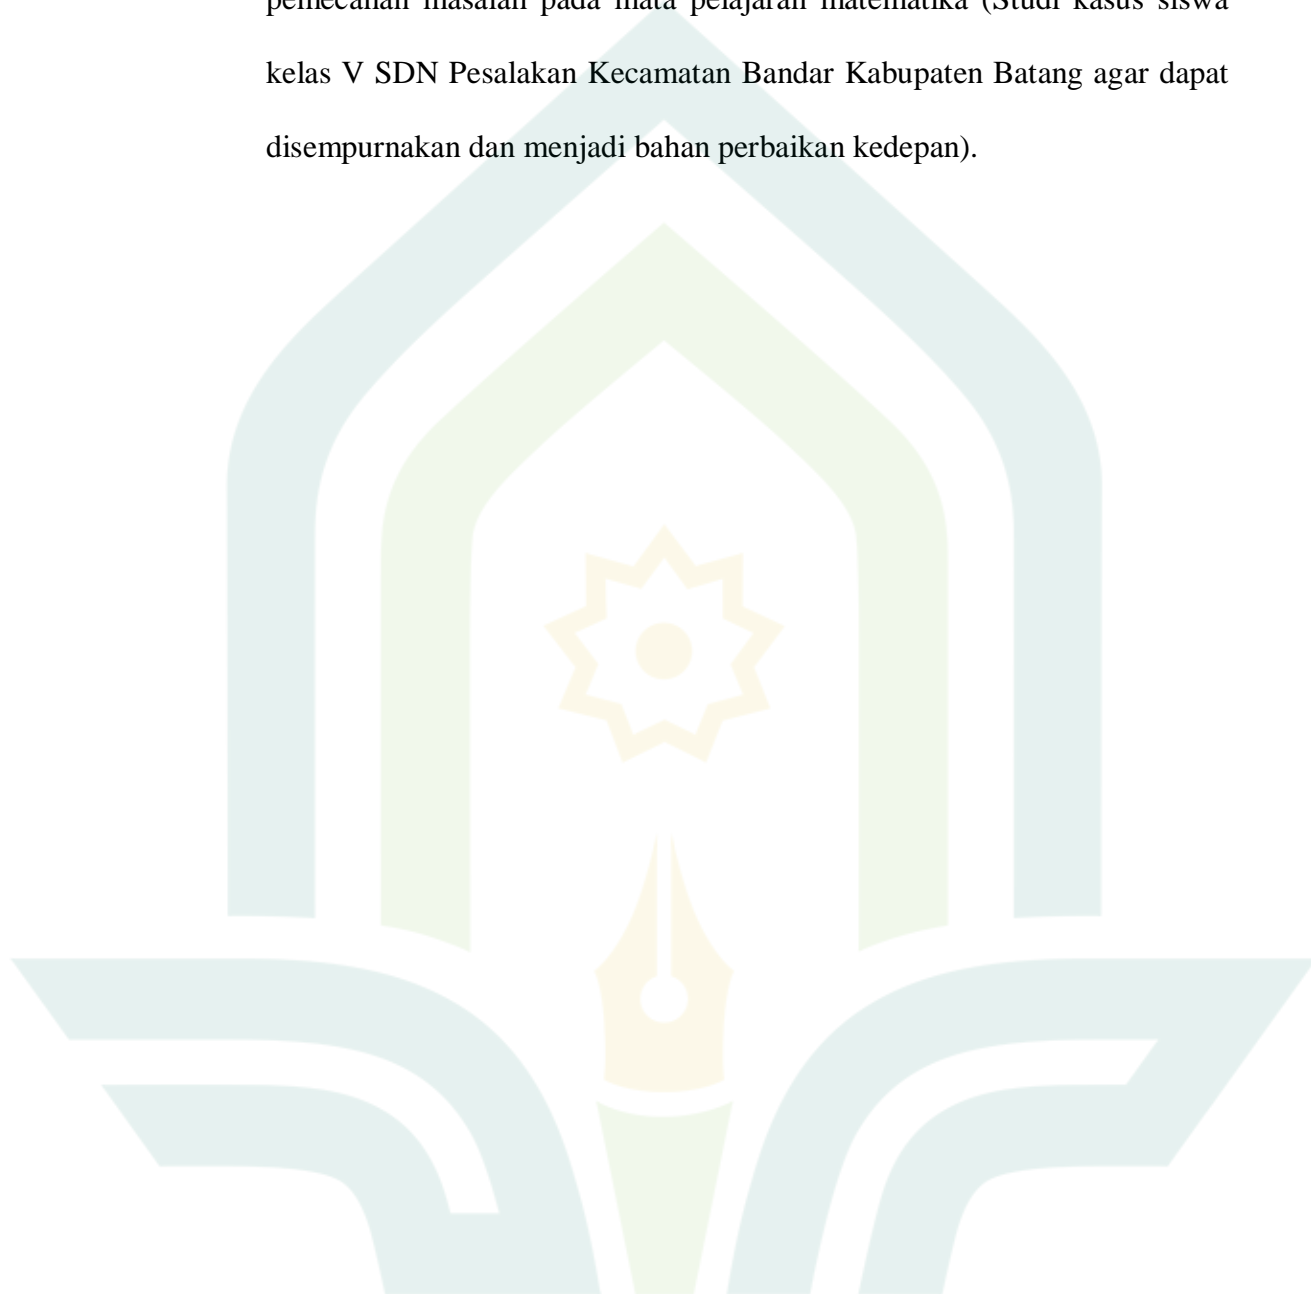 pemecahan masalah pada mata pelajaran matematika (Studi kasus siswa
kelas V SDN Pesalakan Kecamatan Bandar Kabupaten Batang agar dapat
disempurnakan dan menjadi bahan perbaikan kedepan).